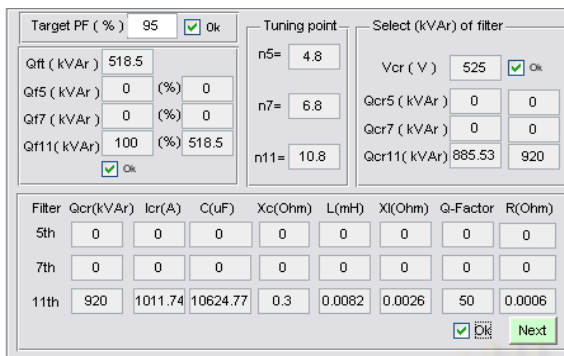 Target PF ( % ) 95 Ok
Qft ( kVAr ) 518.5
Qf5 ( kVAr ) 0 (%) 0
Qf7 ( kVAr ) 0 (%) 0
Qf11( kVAr) 100 (%) 518.5
Ok
Tuning point
n5= 4.8
n7= 6.8
n11= 10.8
Select (kVAr) of filter
Vcr ( V ) 525 Ok
Qcr5 ( kVAr ) 0 0
Qcr7 ( kVAr ) 0 0
Qcr11( kVAr) 885.53 920
Filter Qcr(kVAr) Icr(A) C(uF) Xc(Ohm) L(mH) Xl(Ohm) Q-Factor R(Ohm)
5th 0 0 0 0 0 0 0 0
7th 0 0 0 0 0 0 0 0
11th 920 1011.74 10624.77 0.3 0.0082 0.0026 50 0.0006
Ok Next